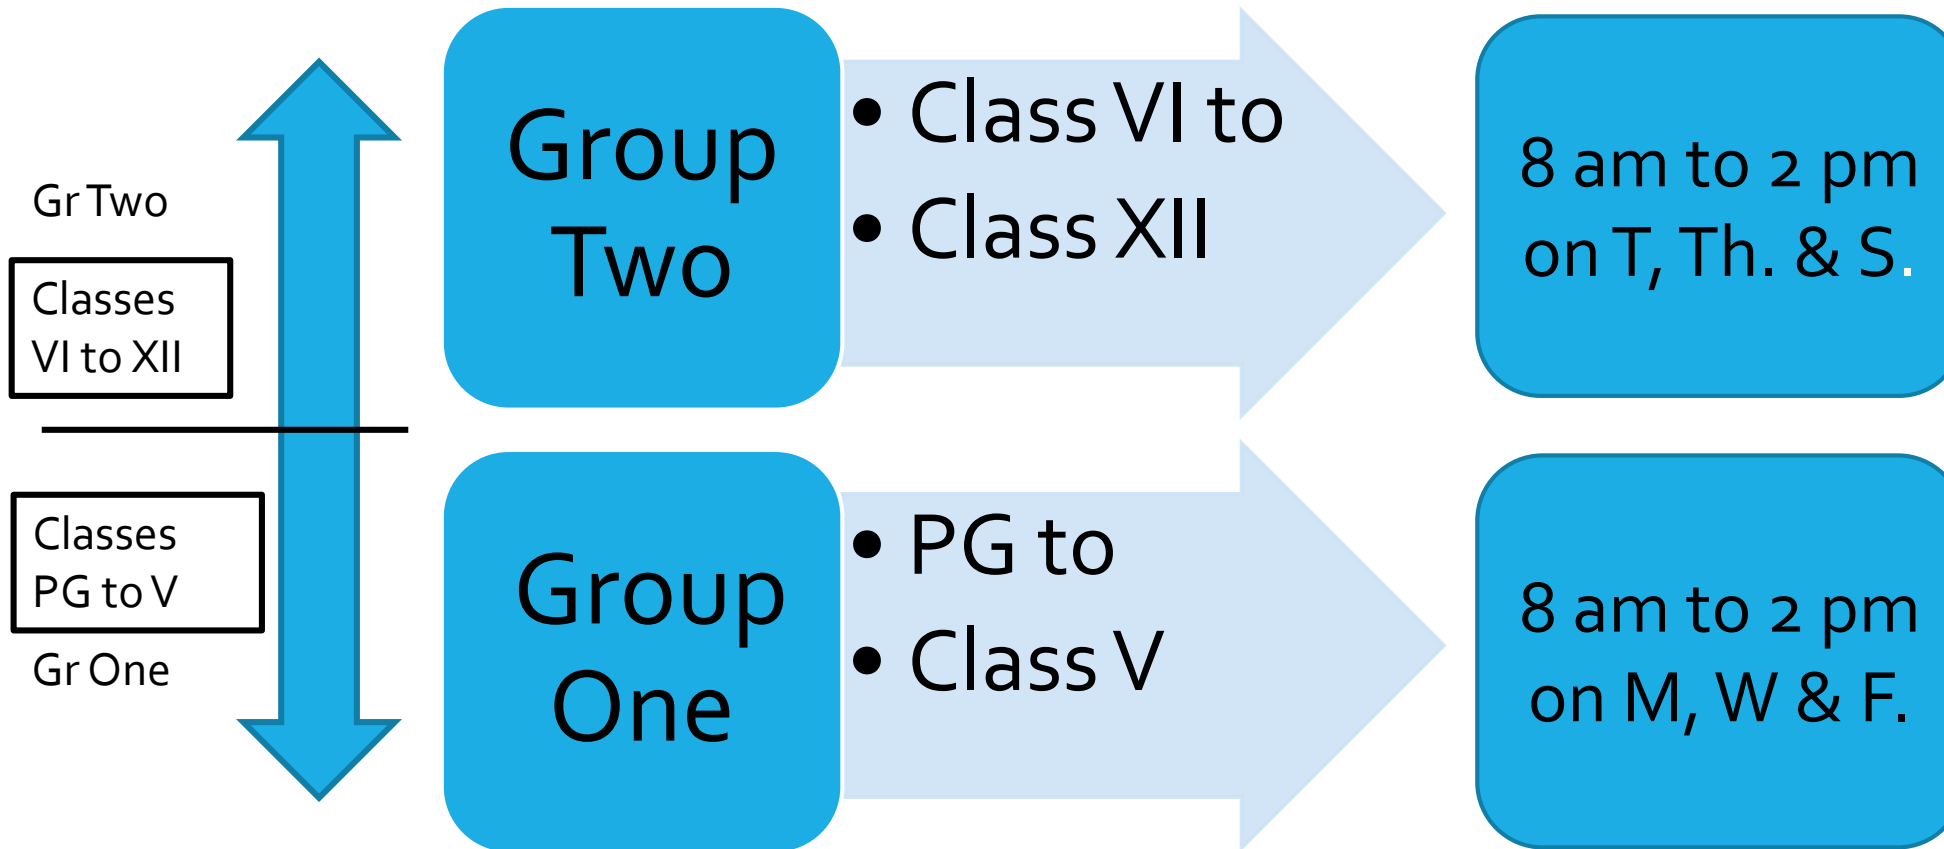 Gr Two
Classes
VI to XII
Classes
PG to V
Gr One
Group
Two
• Class VI to
• Class XII
8 am to 2 pm
on T, Th. & S.
Group
One
• PG to
• Class V
8 am to 2 pm
on M, W & F.